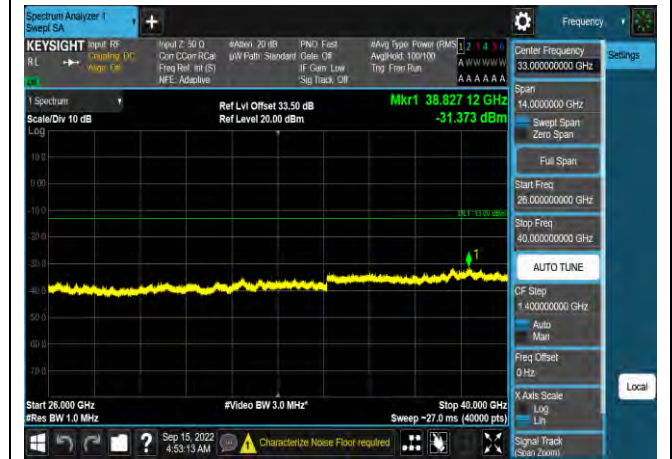 Spectrum Analyzer 1
Swept SA
+
Frequency
KEYSIGHT
Input: RF
Coupling: DC
Align: Off
Input Z: 50 Ω
Corr CCorr RCal
Freq Ref: Int (S)
NFE: Adaptive
#Atten: 20 dB
µW Path: Standard
PNO: Fast
Gate: Off
IF Gain: Low
Sig Track: Off
#Avg Type: Power (RMS)
Avg|Hold: 100/100
Trig: Free Run
1 2 3 4 5 6
A W W W W W
A A A A A A
RL
1 Spectrum
Scale/Div 10 dB
Log
Ref Lvl Offset 33.50 dB
Ref Level 20.00 dBm
Mkr1 38.827 12 GHz
-31.373 dBm
10.0
0.00
-10.0
DL1 -13.00 dBm
-20.0
-30.0
1
-40.0
-60.0
-70.0
Start 26.000 GHz
#Res BW 1.0 MHz
#Video BW 3.0 MHz*
Stop 40.000 GHz
Sweep ~27.0 ms (40000 pts)
?
Sep 15, 2022
4:53:13 AM
Characterize Noise Floor required
Center Frequency
33.000000000 GHz
Settings
Span
14.0000000 GHz
Swept Span
Zero Span
Full Span
Start Freq
26.000000000 GHz
Stop Freq
40.000000000 GHz
AUTO TUNE
CF Step
1.400000000 GHz
Auto
Man
Freq Offset
0 Hz
X Axis Scale
Log
Lin
Local
Signal Track
(Span Zoom)